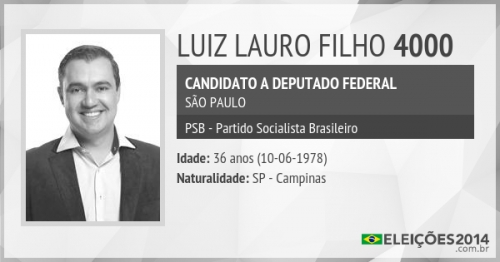 LUIZ LAURO FILHO 4000
CANDIDATO A DEPUTADO FEDERAL
SÃO PAULO
PSB - Partido Socialista Brasileiro
Idade: 36 anos (10-06-1978)
Naturalidade: SP - Campinas
ELEIÇÕES2014
.com.br